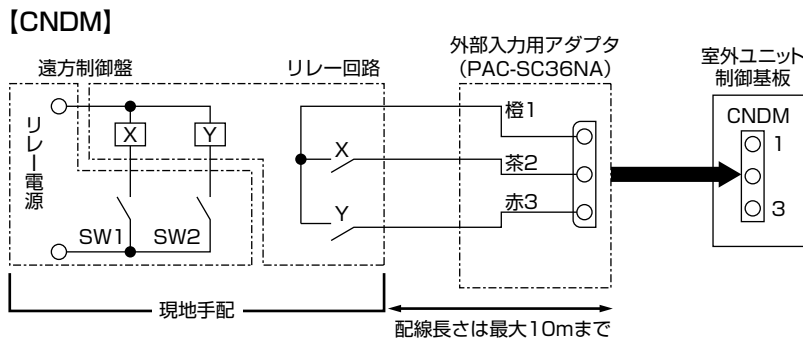 【CNDM】
遠方制御盤
リレー回路
外部入力用アダプタ
（PAC-SC36NA）
室外ユニット
制御基板
リレー電源
X
Y
SW1
SW2
X
Y
橙1
茶2
赤3
CNDM
1
3
現地手配
配線長さは最大10mまで